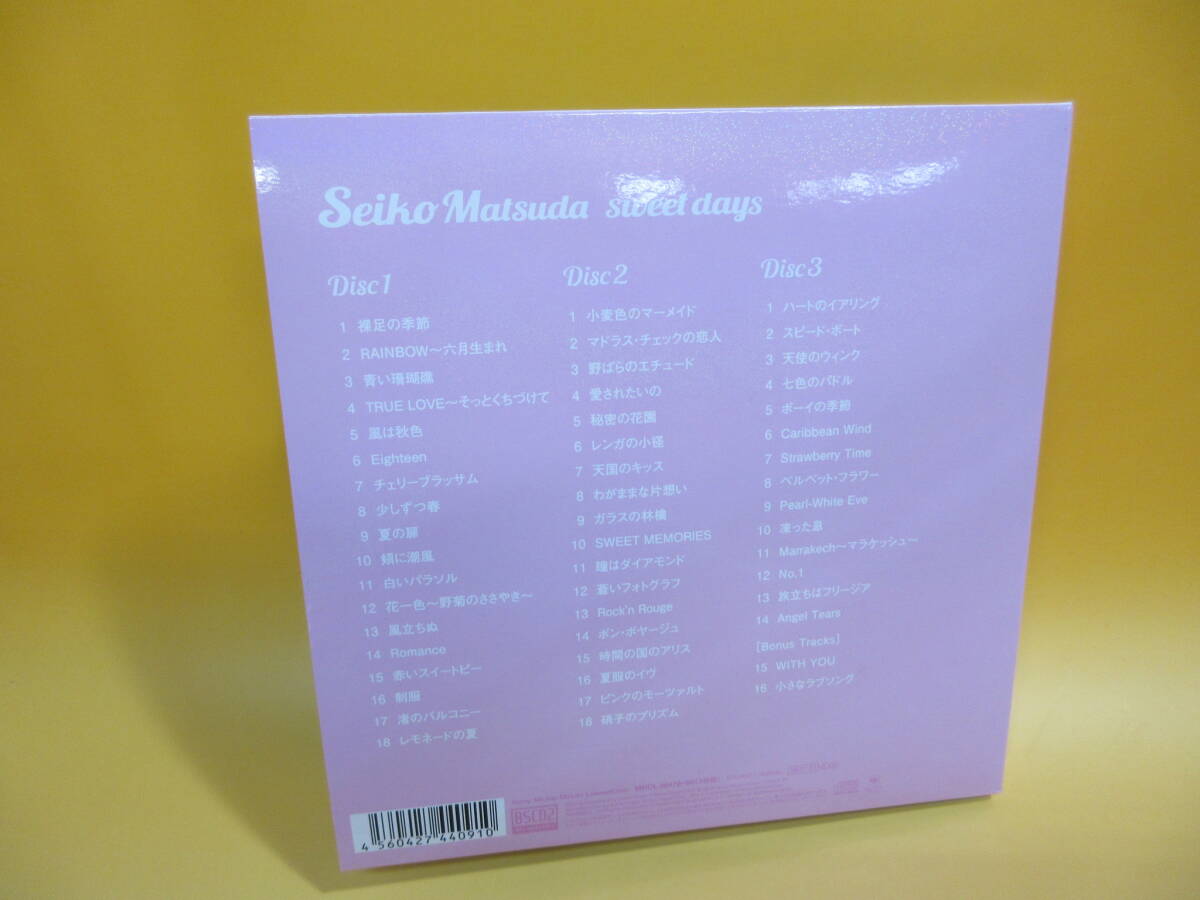 Seiko Matsuda sweet days
Disc 1
1 裸足の季節
2 RAINBOW〜六月生まれ
3 青い珊瑚礁
4 TRUE LOVE〜そっとくちづけて
5 風は秋色
6 Eighteen
7 チェリーブラッサム
8 少しずつ春
9 夏の扉
10 頬に潮風
11 白いパラソル
12 花一色〜野菊のささやき〜
13 風立ちぬ
14 Romance
15 赤いスイートピー
16 制服
17 渚のバルコニー
18 レモネードの夏
Disc 2
1 小麦色のマーメイド
2 マドラス・チェックの恋人
3 野ばらのエチュード
4 愛されたいの
5 秘密の花園
6 レンガの小径
7 天国のキッス
8 わがままな片想い
9 ガラスの林檎
10 SWEET MEMORIES
11 瞳はダイアモンド
12 蒼いフォトグラフ
13 Rock'n Rouge
14 ボン・ボヤージュ
15 時間の国のアリス
16 夏服のイヴ
17 ピンクのモーツァルト
18 硝子のプリズム
Disc 3
1 ハートのイアリング
2 スピード・ボート
3 天使のウィンク
4 七色のパドル
5 ボーイの季節
6 Caribbean Wind
7 Strawberry Time
8 ベルベット・フラワー
9 Pearl-White Eve
10 凍った息
11 Marrakech〜マラケッシュ〜
12 No.1
13 旅立ちはフリージア
14 Angel Tears
[Bonus Tracks]
15 WITH YOU
16 小さなラブソング
4 560427 440910
BSCD2